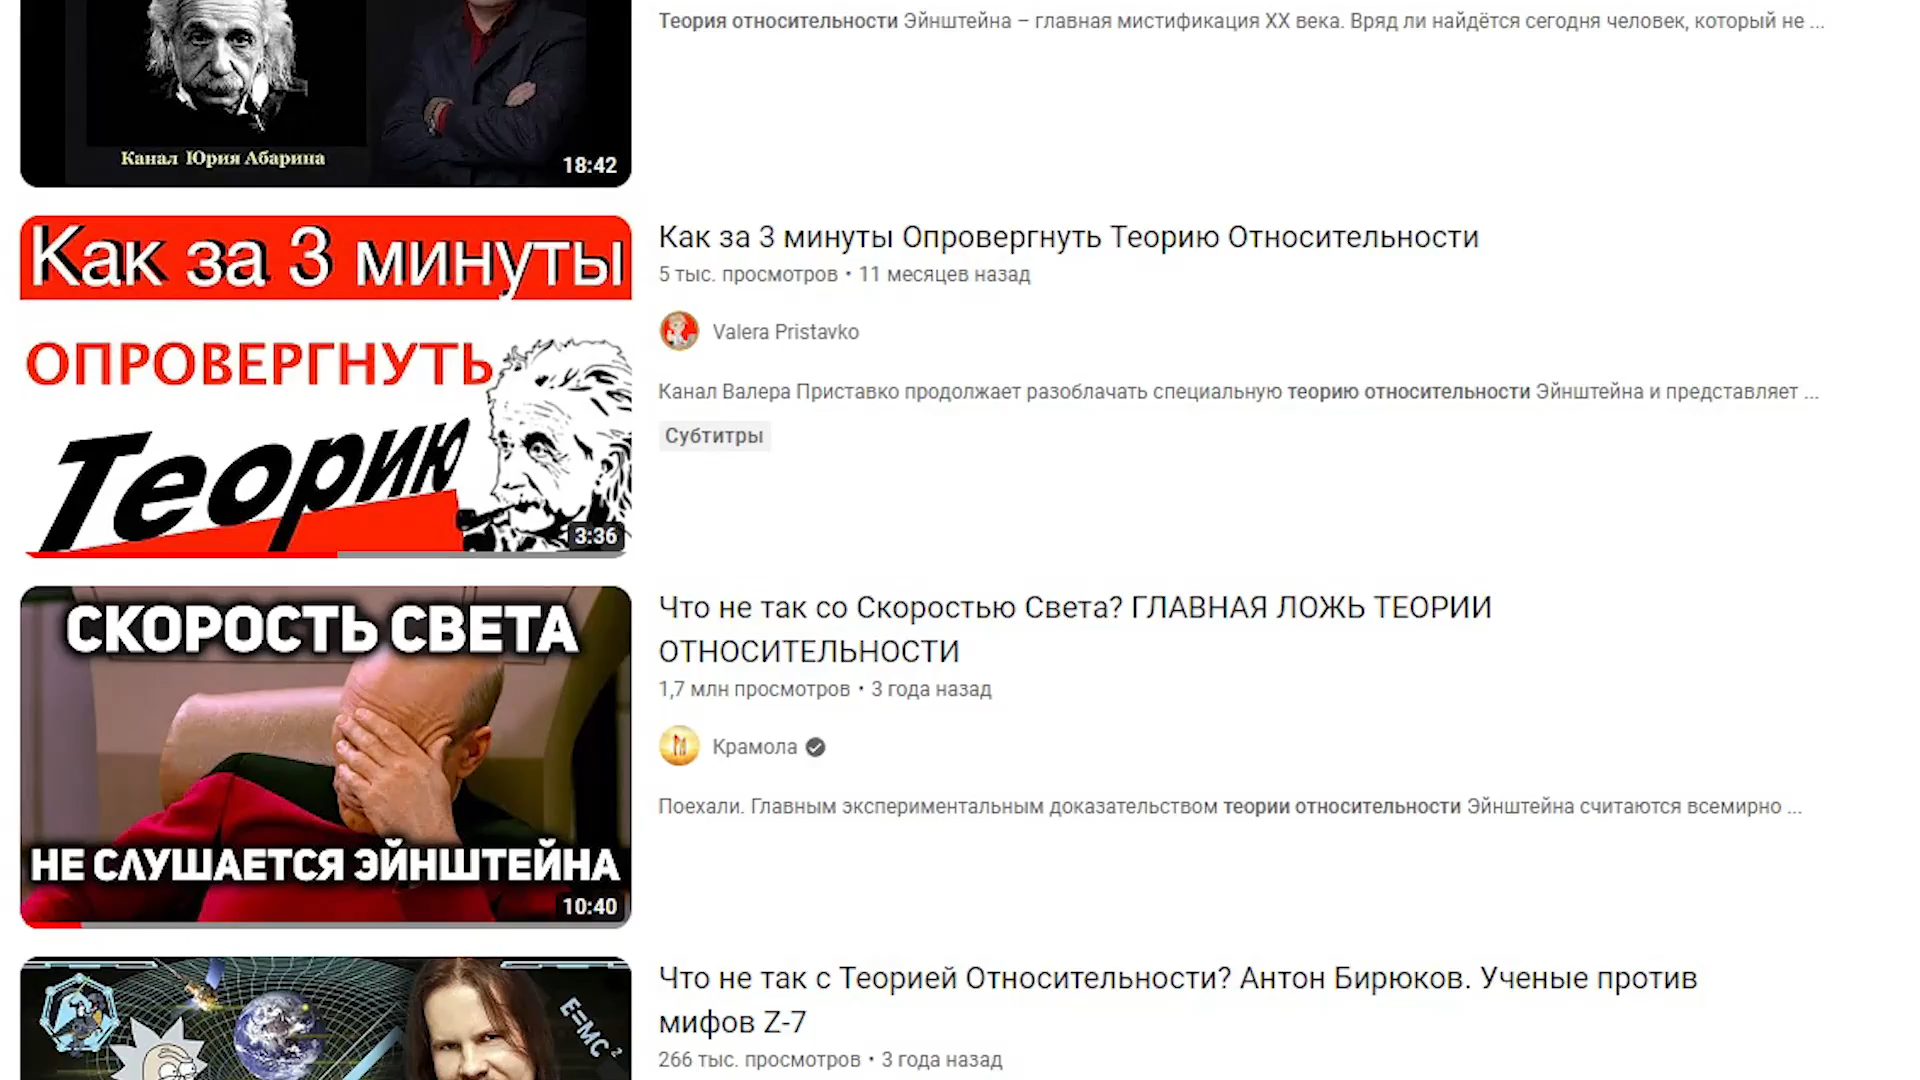 Теория относительности Эйнштейна – главная мистификация XX века. Вряд ли найдётся сегодня человек, который не ...
Канал Юрия Абарина
18:42
Как за 3 минуты
ОПРОВЕРГНУТЬ
Теорию
3:36
Как за 3 минуты Опровергнуть Теорию Относительности
5 тыс. просмотров • 11 месяцев назад
Valera Pristavko
Канал Валера Приставко продолжает разоблачать специальную теорию относительности Эйнштейна и представляет ...
Субтитры
СКОРОСТЬ СВЕТА
НЕ СЛУШАЕТСЯ ЭЙНШТЕЙНА
10:40
Что не так со Скоростью Света? ГЛАВНАЯ ЛОЖЬ ТЕОРИИ
ОТНОСИТЕЛЬНОСТИ
1,7 млн просмотров • 3 года назад
Крамола
Поехали. Главным экспериментальным доказательством теории относительности Эйнштейна считаются всемирно ...
E=MC²
Что не так с Теорией Относительности? Антон Бирюков. Ученые против
мифов Z-7
266 тыс. просмотров • 3 года назад